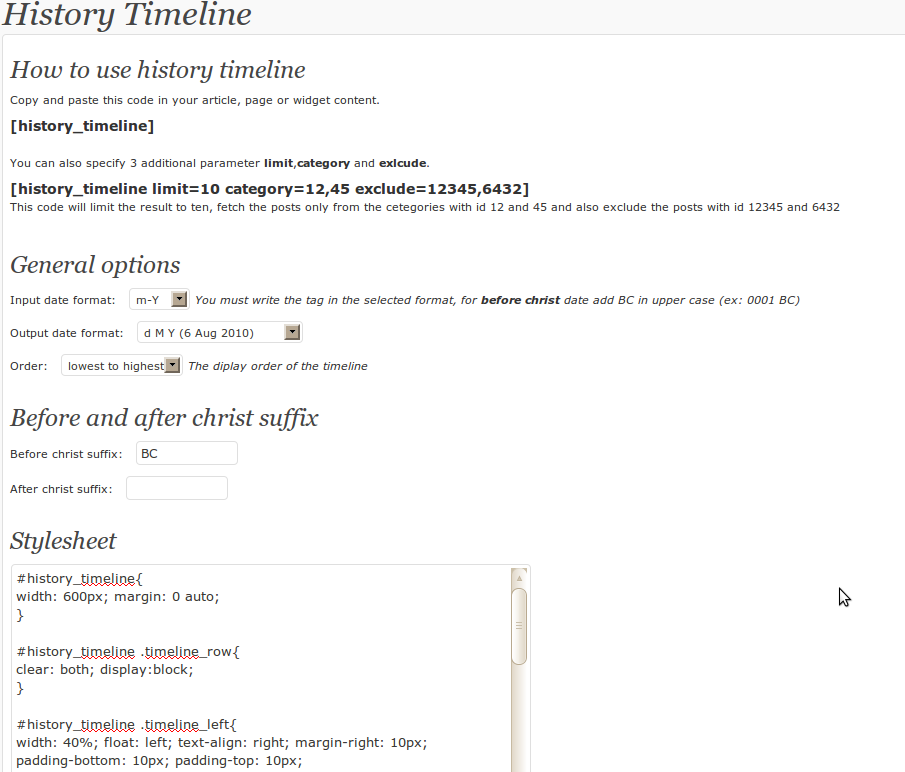 History Timeline
How to use history timeline
Copy and paste this code in your article, page or widget content.
[history_timeline]
You can also specify 3 additional parameter limit,category and exlcude.
[history_timeline limit=10 category=12,45 exclude=12345,6432]
This code will limit the result to ten, fetch the posts only from the cetegories with id 12 and 45 and also exclude the posts with id 12345 and 6432
General options
Input date format: m-Y You must write the tag in the selected format, for before christ date add BC in upper case (ex: 0001 BC)
Output date format: d M Y (6 Aug 2010)
Order: lowest to highest The diplay order of the timeline
Before and after christ suffix
Before christ suffix: BC
After christ suffix:
Stylesheet
#history_timeline{
width: 600px; margin: 0 auto;
}
#history_timeline .timeline_row{
clear: both; display:block;
}
#history_timeline .timeline_left{
width: 40%; float: left; text-align: right; margin-right: 10px;
padding-bottom: 10px; padding-top: 10px;